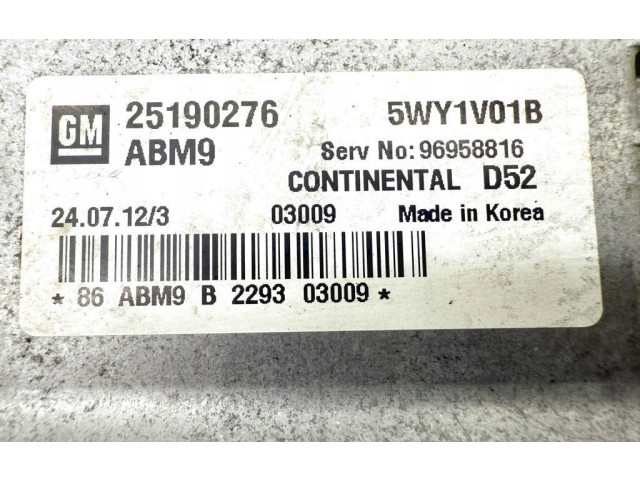 GM 25190276 5WY1V01B
ABM9 Serv No: 96958816
CONTINENTAL D52
24.07.12/3 03009 Made in Korea
* 86 ABM9 B 2293 03009 *